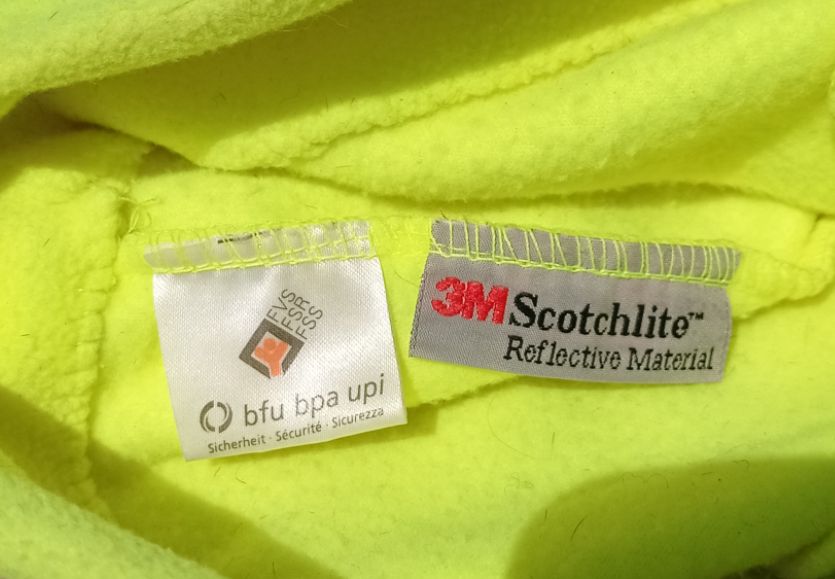 FVS
FSR
FSS
bfu bpa upi
Sicherheit · Sécurité · Sicurezza
3M Scotchlite™
Reflective Material